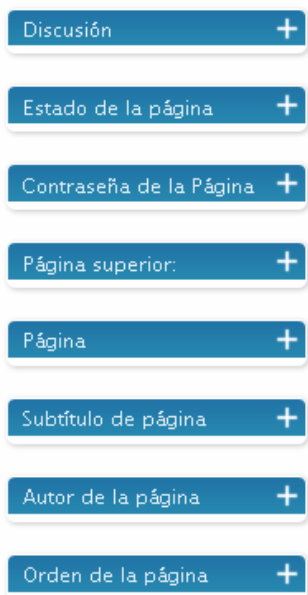 Discusión
Estado de la página
Contraseña de la Página
Página superior:
Página
Subtítulo de página
Autor de la página
Orden de la página